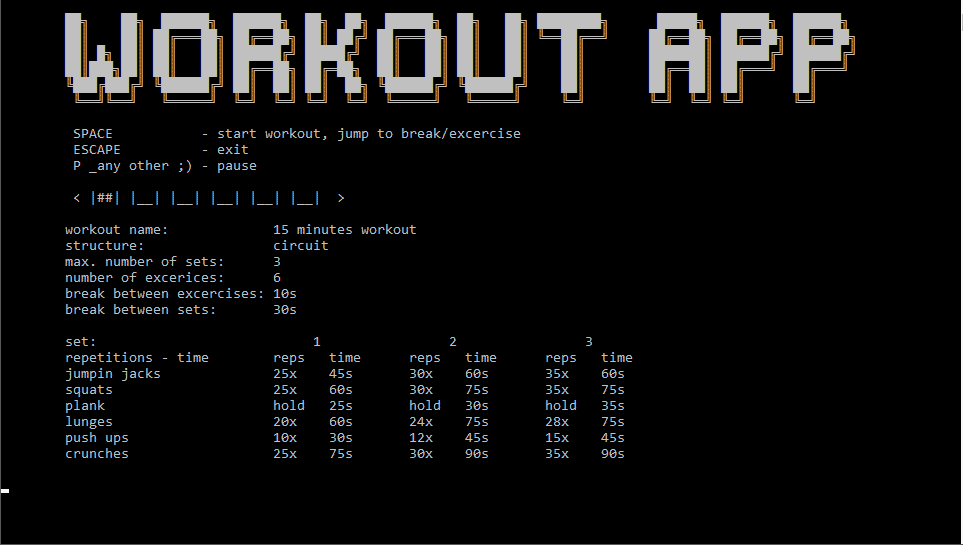 WORKOUT APP
SPACE - start workout, jump to break/excercise
ESCAPE - exit
P _any other ;) - pause
< |##| |__| |__| |__| |__| |__| >
workout name: 15 minutes workout
structure: circuit
max. number of sets: 3
number of excerices: 6
break between excercises: 10s
break between sets: 30s
set: 1 2 3
repetitions - time reps time reps time reps time
jumpin jacks 25x 45s 30x 60s 35x 60s
squats 25x 60s 30x 75s 35x 75s
plank hold 25s hold 30s hold 35s
lunges 20x 60s 24x 75s 28x 75s
push ups 10x 30s 12x 45s 15x 45s
crunches 25x 75s 30x 90s 35x 90s